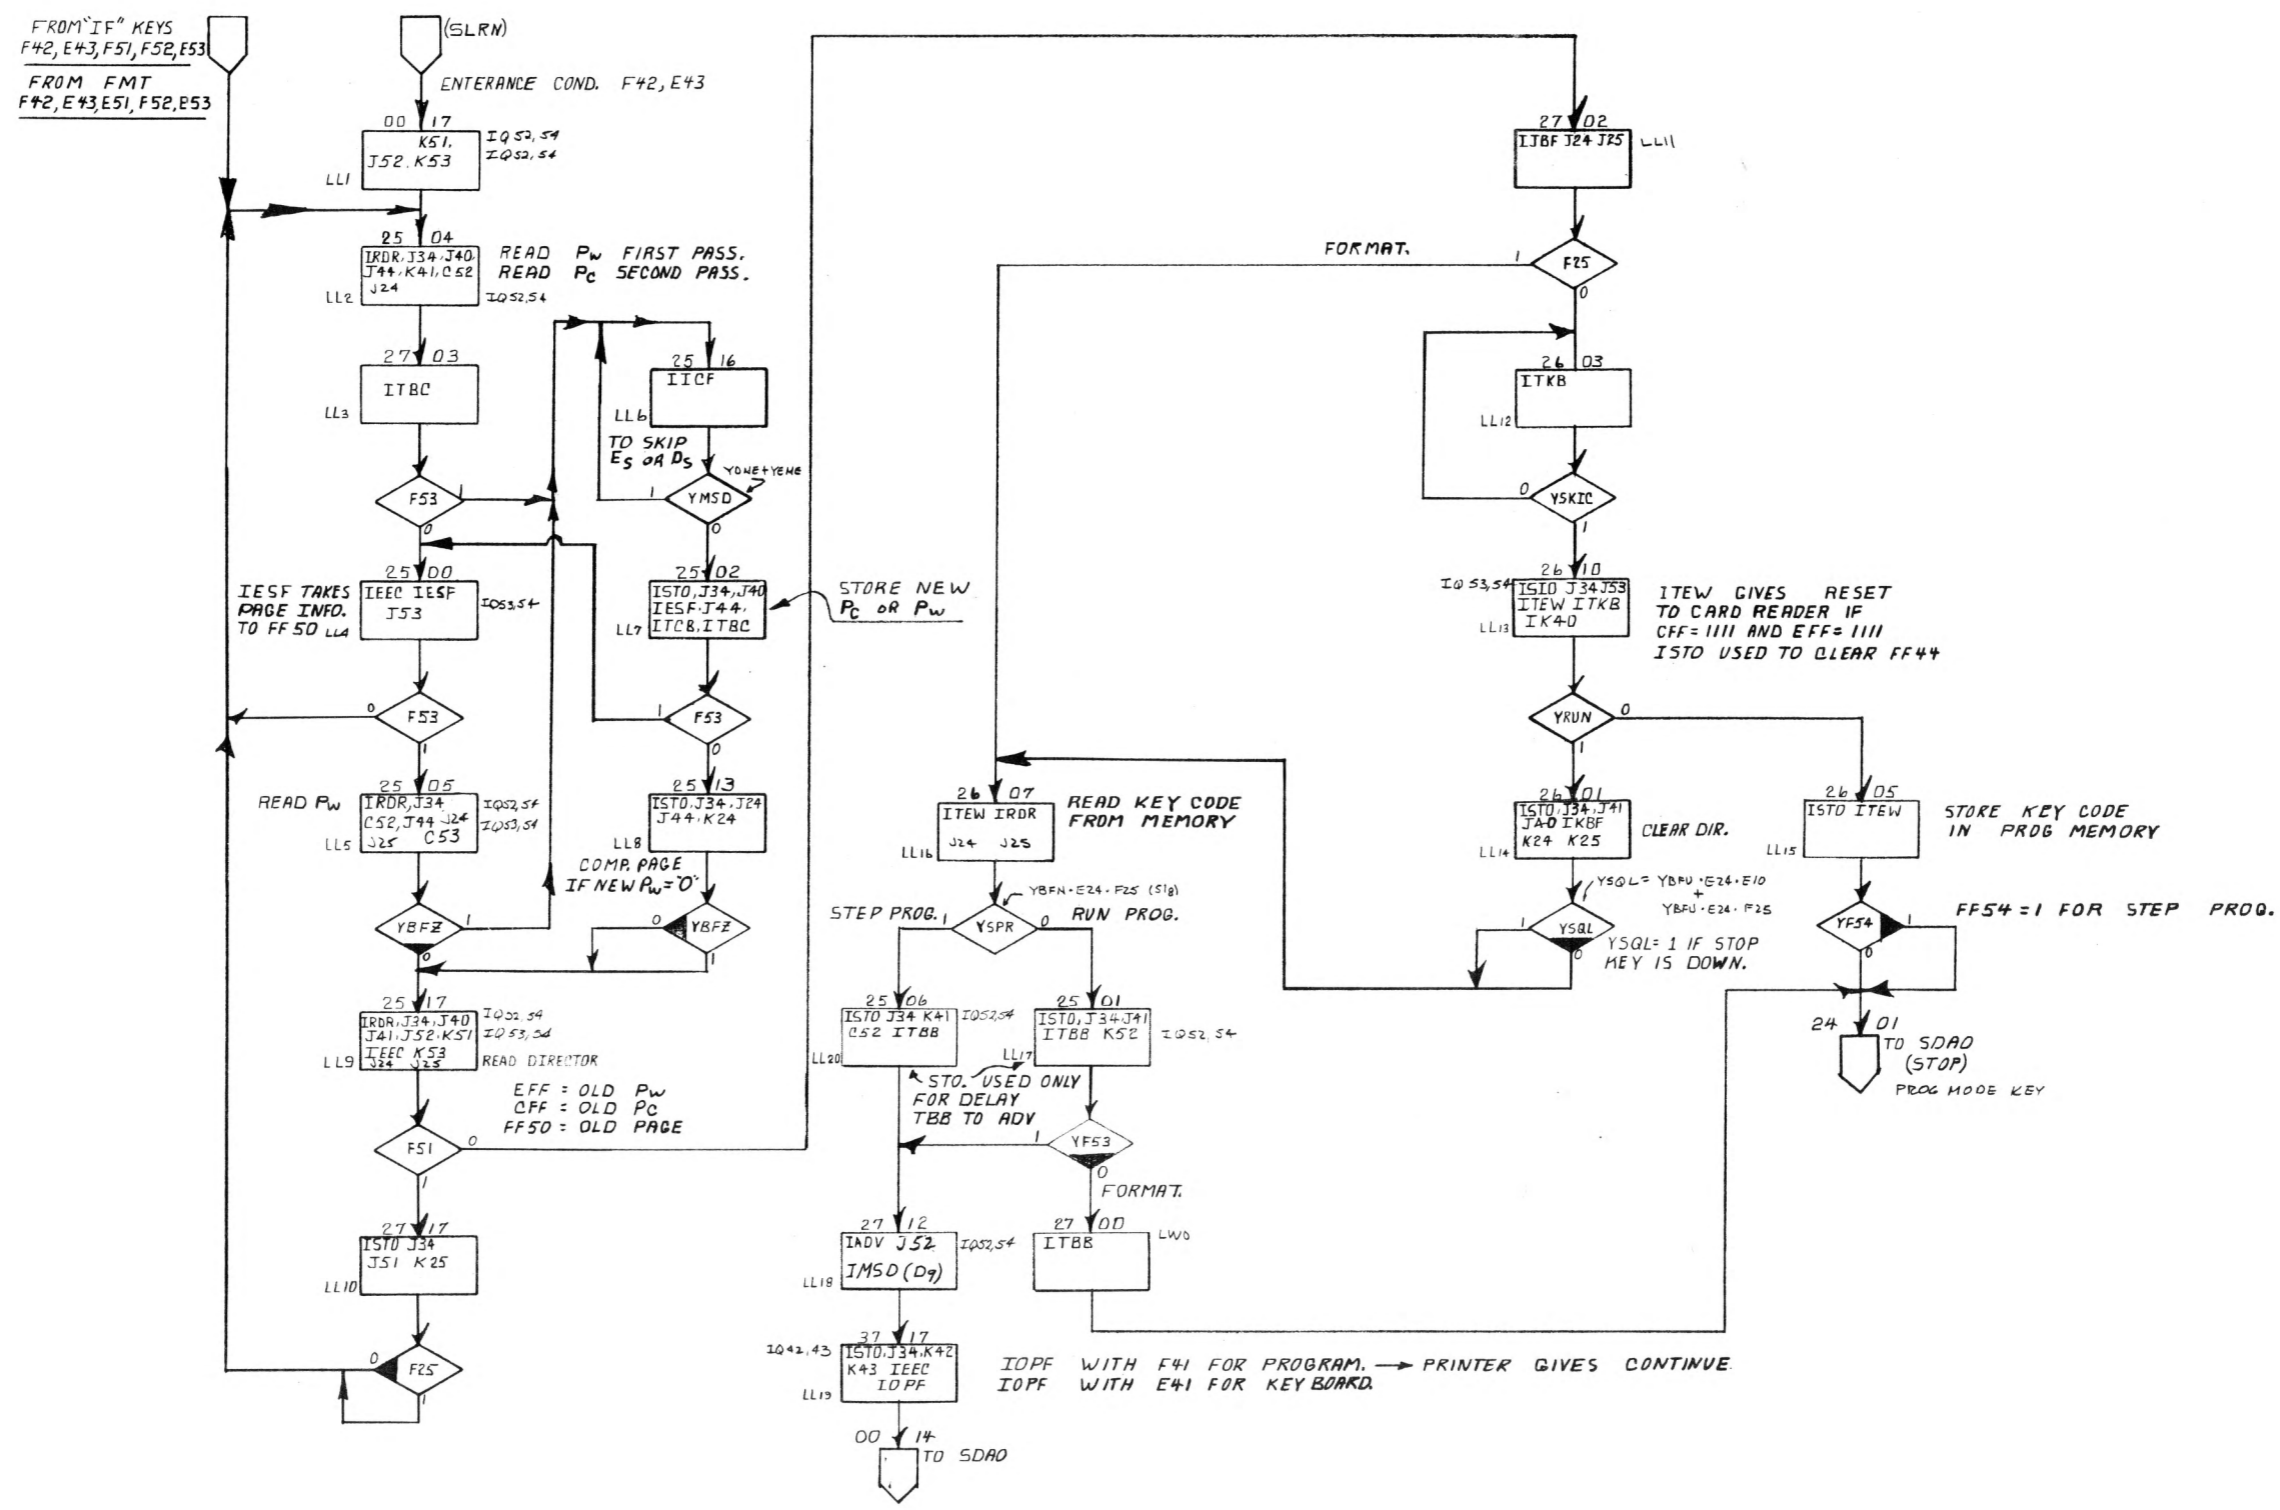 FROM "IF" KEYS
F42, E43, F51, F52, E53
FROM FMT
F42, E43, E51, F52, E53
(SLRN)
ENTERANCE COND. F42, E43
00 17
K51,
J52, K53
IQ52,54
IQ52,54
LL1
25 04
IRDR, J34, J40,
J44, K41, C52
J24
LL2
IQ52,54
READ PW FIRST PASS.
READ PC SECOND PASS.
27 03
ITBC
LL3
F53
1
0
25 00
IEEC IESF
J53
IQ53,54
IESF TAKES
PAGE INFO.
TO FF50 LL4
F53
0
1
READ PW
25 05
IRDR, J34
C52, J44 J24
J25 C53
IQ52,54
IQ53,54
LL5
YBFZ
1
0
25 17
IRDR, J34, J40
J41, J52, K51
IEEC K53
J24 J25
IQ52,54
IQ53,54
LL9
READ DIRECTOR
EFF = OLD PW
CFF = OLD PC
FF50 = OLD PAGE
F51
0
1
27 17
ISTO J34
J51 K25
LL10
F25
0
1
25 16
IICF
LL6
TO SKIP
ES OR DS
YDNE+YENE
YMSD
1
0
25 02
ISTO, J34, J40
IESF, J44,
ITCB, ITBC
LL7
STORE NEW
PC OR PW
F53
1
0
25 13
ISTO, J34, J24
J44, K24
LL8
COMP. PAGE
IF NEW PW="0"
YBFZ
0
1
27 02
IJBF J24 J25
LL11
FORMAT.
F25
1
0
26 03
ITKB
LL12
YSKIC
0
1
26 10
IQ53,54
ISIO J34 J53
ITEW ITKB
IK40
LL13
ITEW GIVES RESET
TO CARD READER IF
CFF=1111 AND EFF=1111
ISTO USED TO CLEAR FF44
YRUN
0
1
26 01
ISTO, J34, J41
JAO IKBF
K24 K25
LL14
CLEAR DIR.
YSQL = YBFU·E24·E10
+
YBFU·E24·F25
YSQL
1
0
YSQL=1 IF STOP
KEY IS DOWN.
26 05
ISTO ITEW
LL15
STORE KEY CODE
IN PROG MEMORY
YF54
1
0
FF54=1 FOR STEP PROG.
24 01
TO SDAO
(STOP)
PROG MODE KEY
26 07
ITEW IRDR
J24 J25
LL16
READ KEY CODE
FROM MEMORY
YBFN·E24·F25 (S18)
STEP PROG.
1
YSPR
0
RUN PROG.
25 06
ISTO J34 K41
C52 ITBB
IQ52,54
LL20
25 01
ISTO, J34 J41
ITBB K52
IQ52,54
LL17
STO. USED ONLY
FOR DELAY
TBB TO ADV
YF53
1
0
FORMAT.
27 12
IADV J52
IMSD (D9)
IQ52,54
LL18
27 00
ITBB
LW0
37 17
IQ42,43
ISTO, J34, K42
K43 IEEC
IOPF
LL19
IOPF WITH F41 FOR PROGRAM. → PRINTER GIVES CONTINUE.
IOPF WITH E41 FOR KEYBOARD.
00 14
TO SDAO